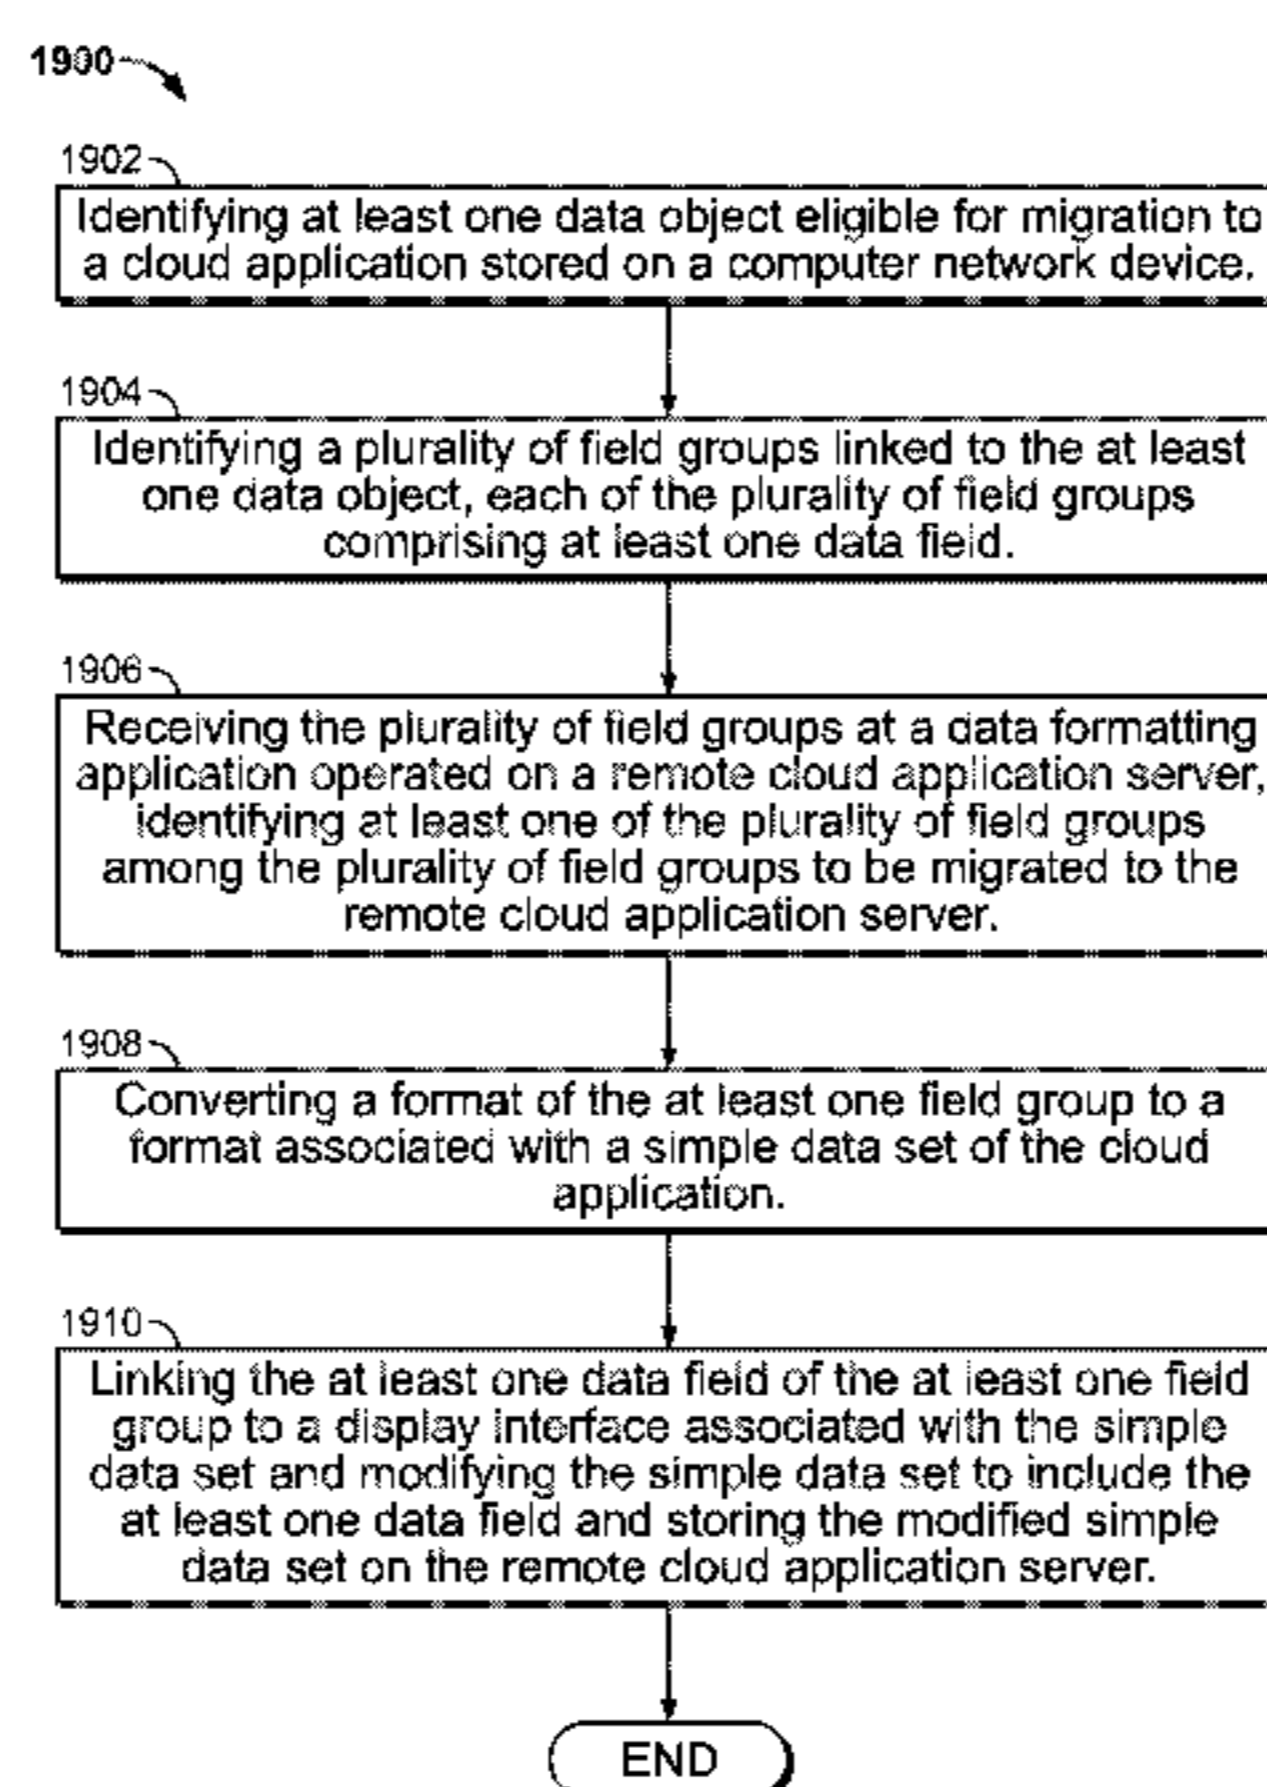 1900
1902
Identifying at least one data object eligible for migration to
a cloud application stored on a computer network device.
1904
Identifying a plurality of field groups linked to the at least
one data object, each of the plurality of field groups
comprising at least one data field.
1906
Receiving the plurality of field groups at a data formatting
application operated on a remote cloud application server,
identifying at least one of the plurality of field groups
among the plurality of field groups to be migrated to the
remote cloud application server.
1908
Converting a format of the at least one field group to a
format associated with a simple data set of the cloud
application.
1910
Linking the at least one data field of the at least one field
group to a display interface associated with the simple
data set and modifying the simple data set to include the
at least one data field and storing the modified simple
data set on the remote cloud application server.
END